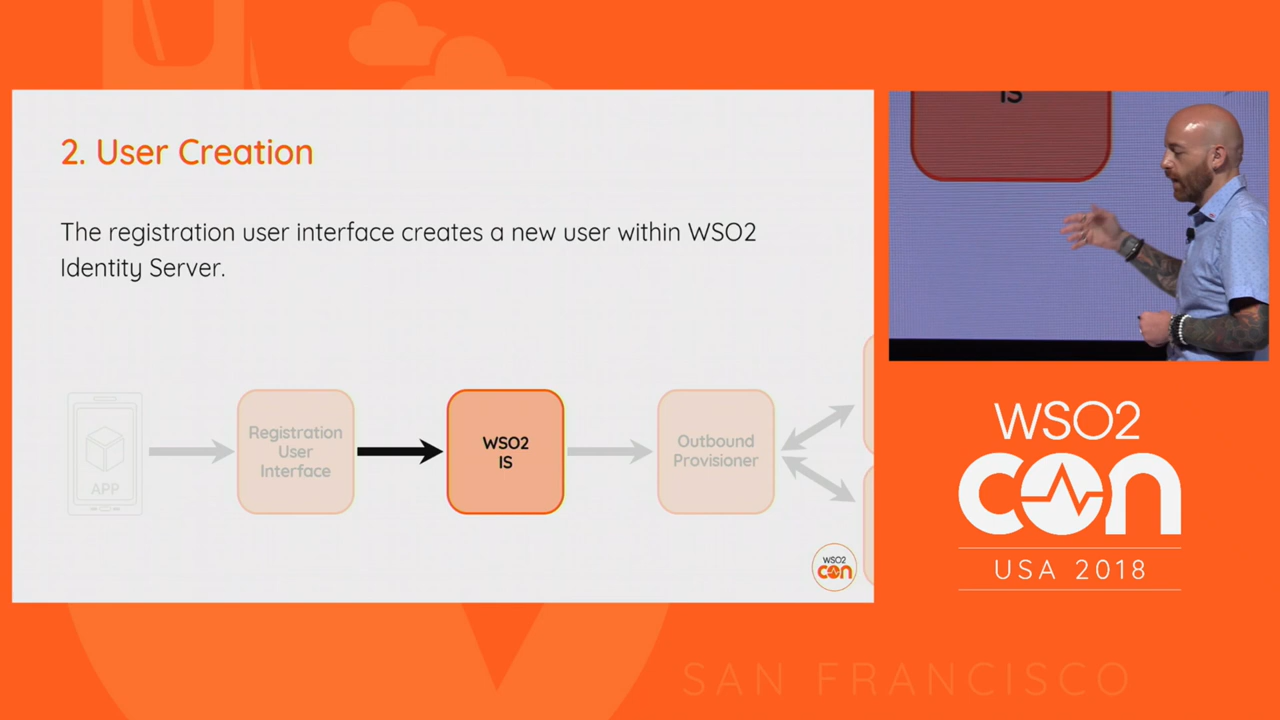 2. User Creation
The registration user interface creates a new user within WSO2
Identity Server.
APP
Registration
User
Interface
WSO2
IS
Outbound
Provisioner
WSO2
con
IS
WSO2
con
USA 2018
SAN FRANCISCO